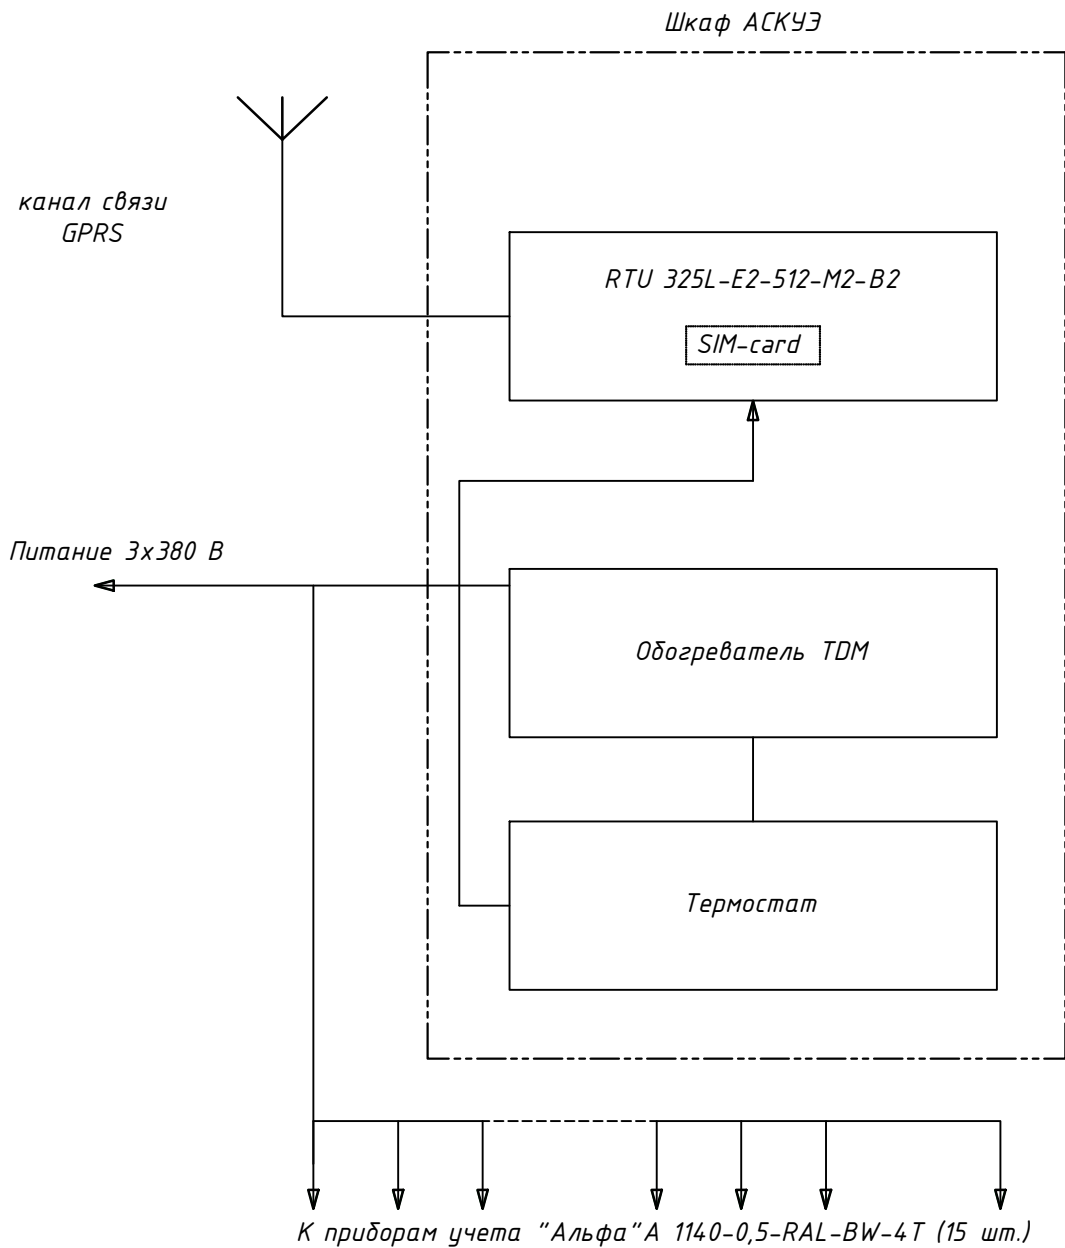 Шкаф АСКУЭ
канал связи
GPRS
RTU 325L-E2-512-M2-B2
SIM-card
Питание 3х380 В
Обогреватель TDM
Термостат
К приборам учета "Альфа"А 1140-0,5-RAL-BW-4T (15 шт.)